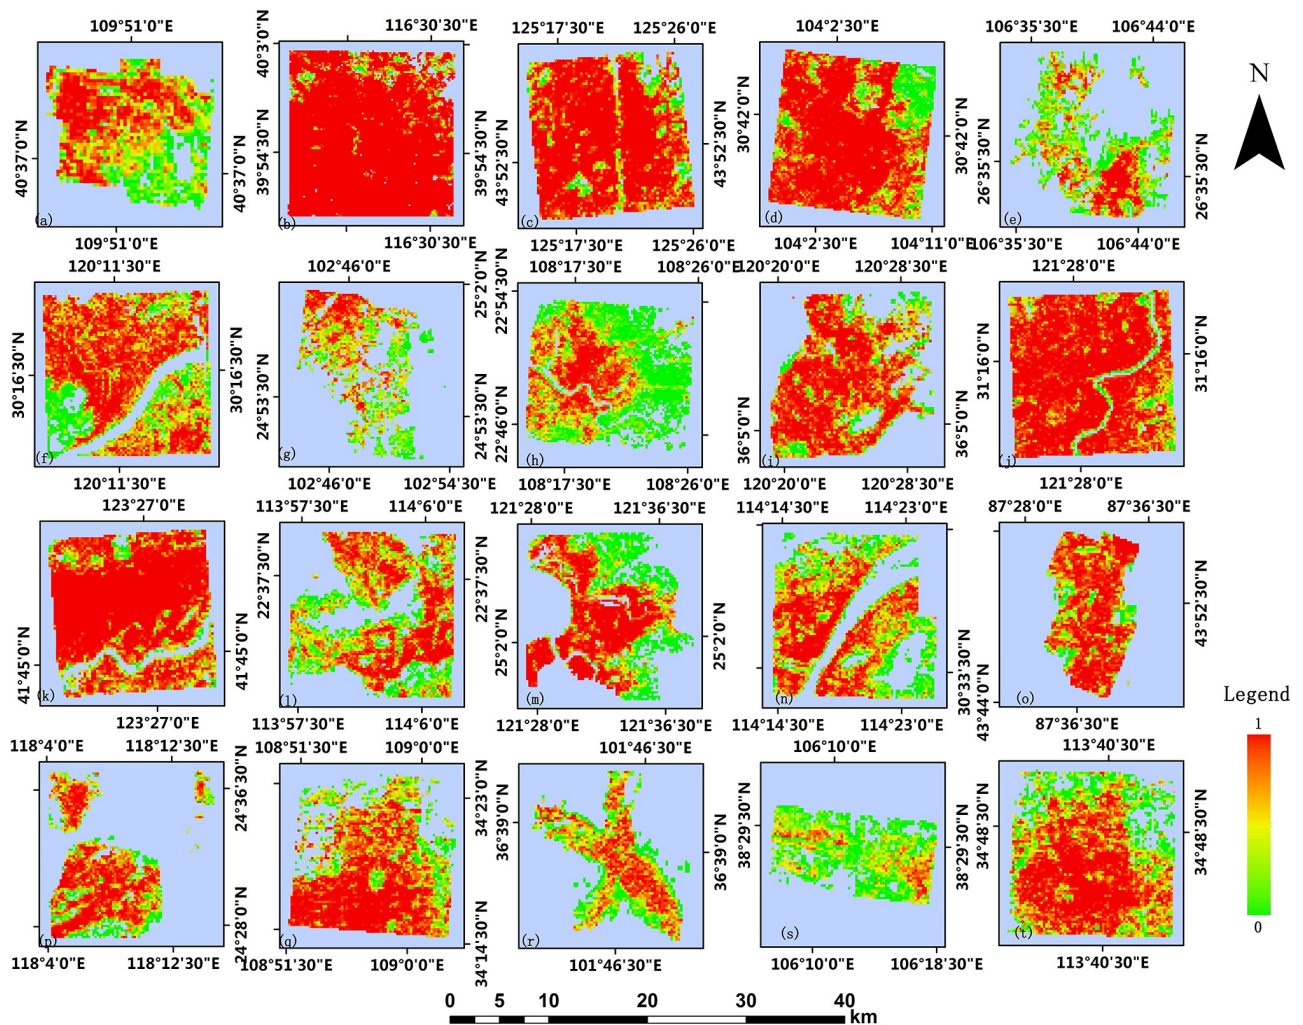 109°51'0"E
116°30'30"E
125°17'30"E
125°26'0"E
104°2'30"E
106°35'30"E
106°44'0"E
40°37'0"N
(a)
40°37'0"N
40°3'0"N
39°54'30"N
(b)
39°54'30"N
43°52'30"N
(c)
43°52'30"N
30°42'0"N
(d)
30°42'0"N
26°35'30"N
(e)
26°35'30"N
N
109°51'0"E
116°30'30"E
125°17'30"E
125°26'0"E
104°2'30"E
104°11'0"E
106°35'0"E
106°44'0"E
120°11'30"E
102°46'0"E
108°17'30"E
108°26'0"E
120°20'0"E
120°28'30"E
121°28'0"E
30°16'30"N
(f)
30°16'30"N
24°53'30"N
(g)
25°2'0"N
24°53'30"N
22°54'30"N
22°46'0"N
(h)
36°5'0"N
(i)
36°5'0"N
31°16'0"N
(j)
31°16'0"N
120°11'30"E
102°46'0"E
102°54'30"E
108°17'30"E
108°26'0"E
120°20'0"E
120°28'30"E
121°28'0"E
123°27'0"E
113°57'30"E
114°6'0"E
121°28'0"E
121°36'30"E
114°14'30"E
114°23'0"E
87°28'0"E
87°36'30"E
41°45'0"N
(k)
41°45'0"N
22°37'30"N
(l)
22°37'30"N
25°2'0"N
(m)
25°2'0"N
(n)
30°33'30"N
43°44'0"N
(o)
43°52'30"N
123°27'0"E
113°57'30"E
114°6'0"E
121°28'0"E
121°36'30"E
114°14'30"E
114°23'0"E
87°36'30"E
Legend
1
0
118°4'0"E
118°12'30"E
108°51'30"E
109°0'0"E
101°46'30"E
106°10'0"E
113°40'30"E
(p)
24°36'30"N
24°28'0"N
(q)
34°23'0"N
34°14'30"N
36°39'0"N
(r)
36°39'0"N
38°29'30"N
(s)
38°29'30"N
34°48'30"N
(t)
34°48'30"N
118°4'0"E
118°12'30"E
108°51'30"E
109°0'0"E
101°46'30"E
106°10'0"E
106°18'30"E
113°40'30"E
0 5 10 20 30 40
km